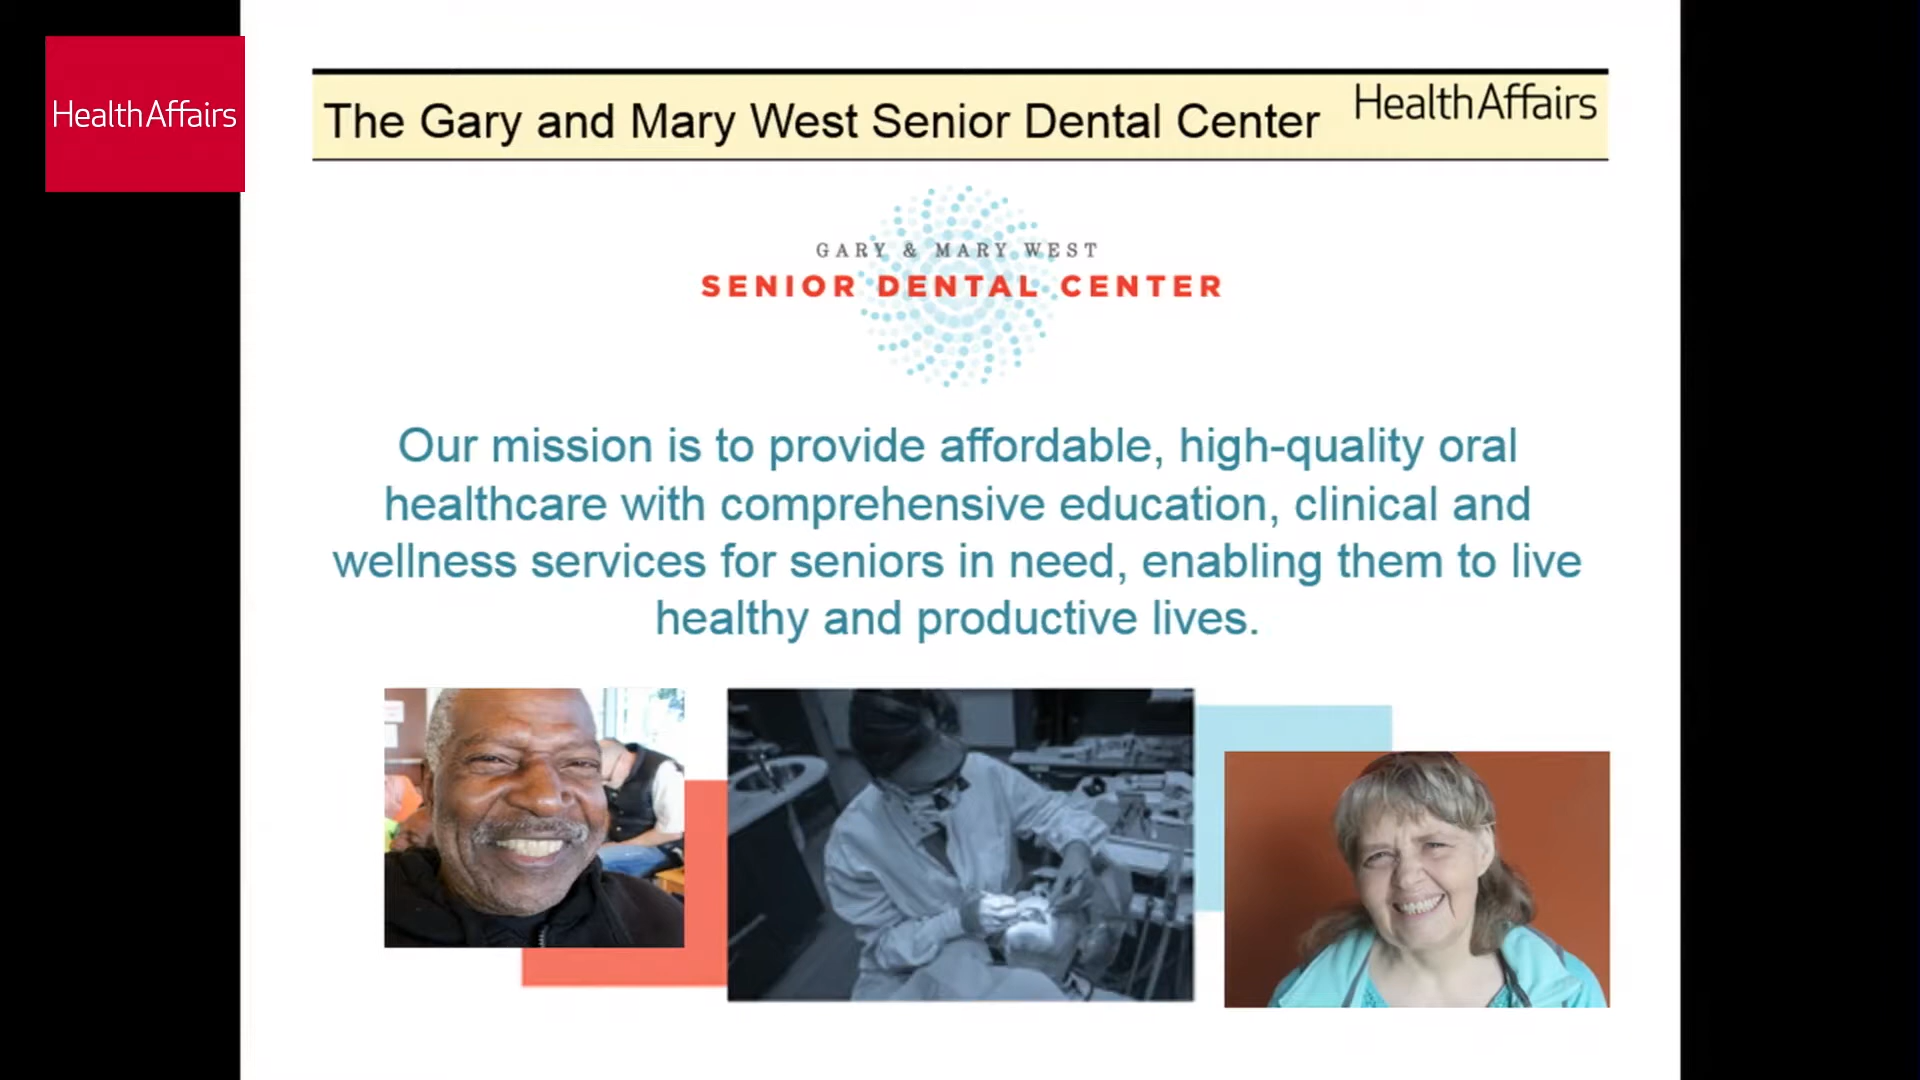 HealthAffairs
The Gary and Mary West Senior Dental Center
HealthAffairs
GARY & MARY WEST
SENIOR DENTAL CENTER
Our mission is to provide affordable, high-quality oral
healthcare with comprehensive education, clinical and
wellness services for seniors in need, enabling them to live
healthy and productive lives.